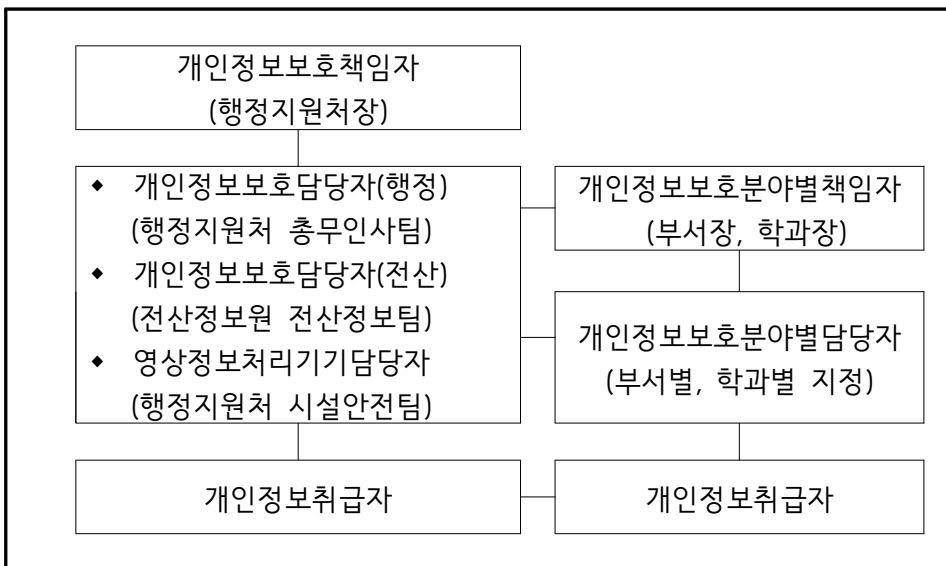 개인정보보호책임자
(행정지원처장)
◆ 개인정보보호담당자(행정)
(행정지원처 총무인사팀)
◆ 개인정보보호담당자(전산)
(전산정보원 전산정보팀)
◆ 영상정보처리기기담당자
(행정지원처 시설안전팀)
개인정보보호분야별책임자
(부서장, 학과장)
개인정보보호분야별담당자
(부서별, 학과별 지정)
개인정보취급자
개인정보취급자